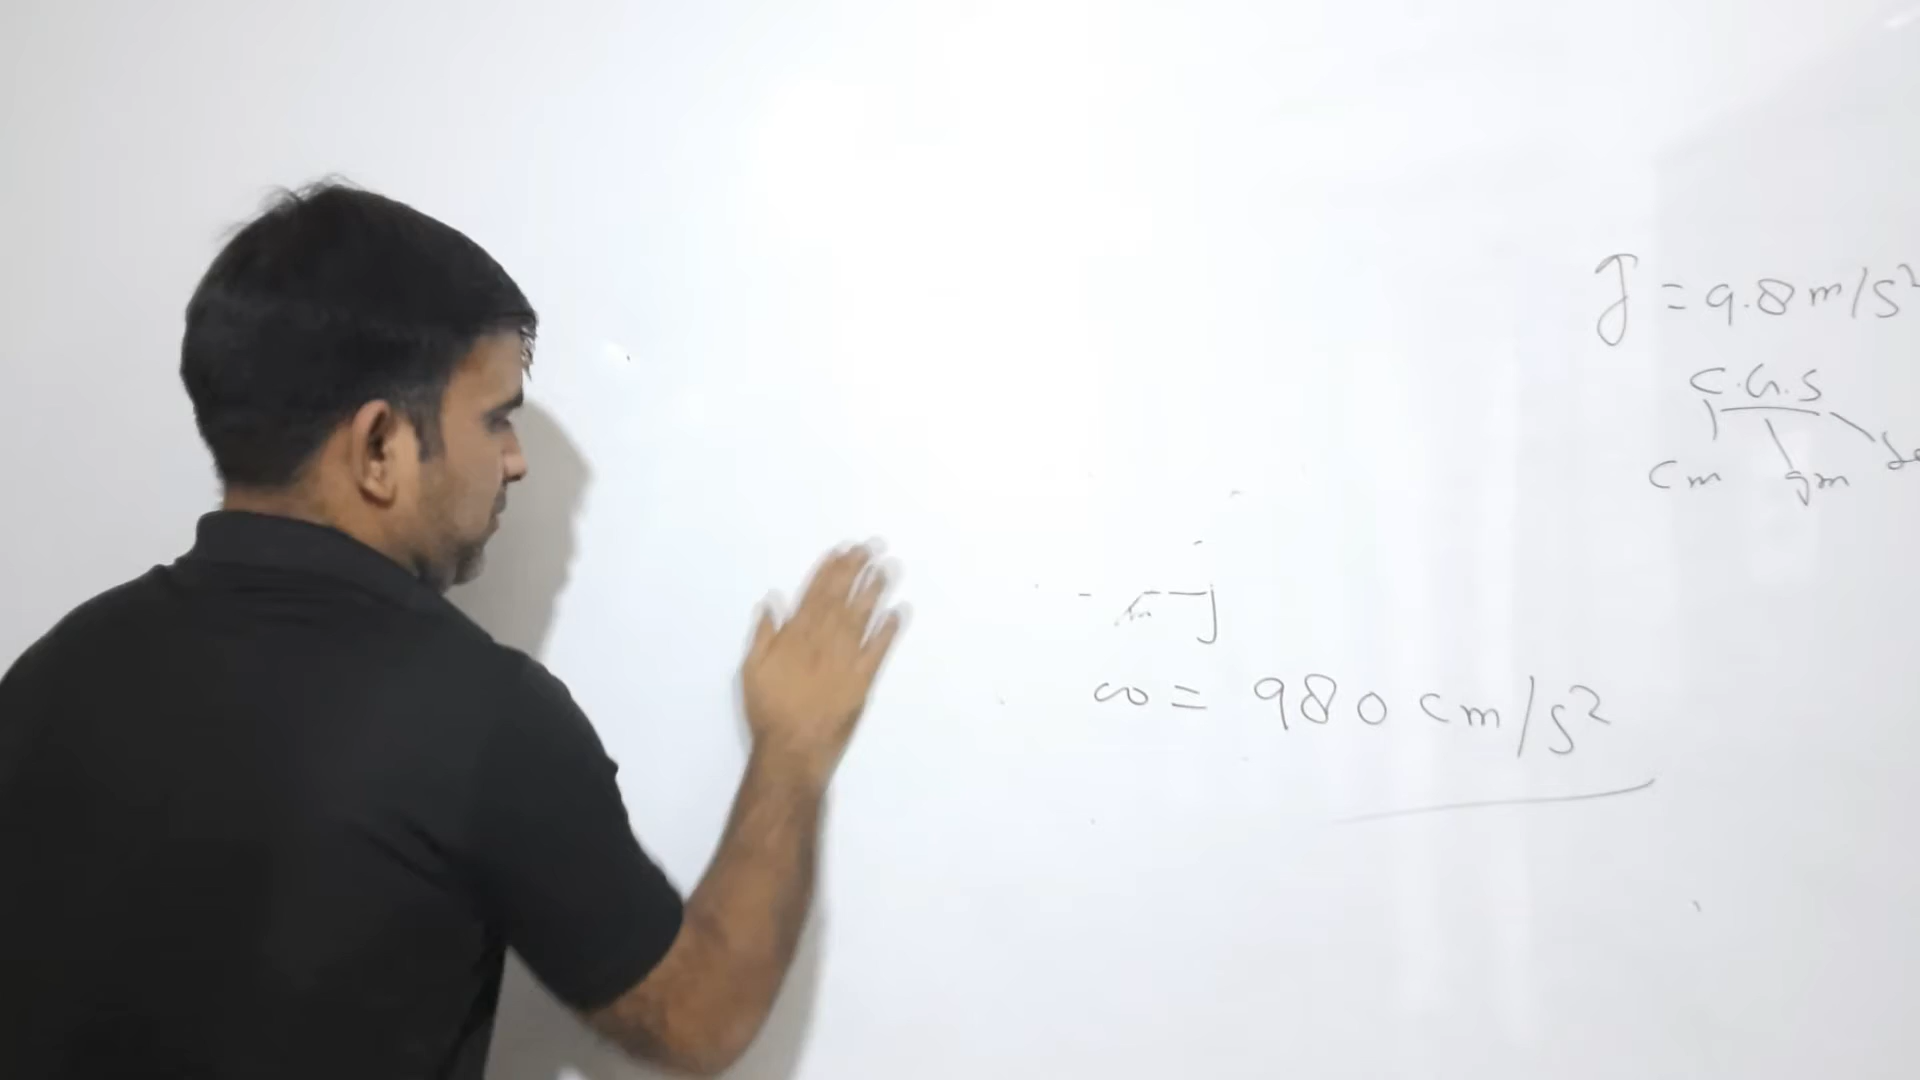 g = 9.8 m/s²
C.G.S
cm gm
= 980 cm/s²